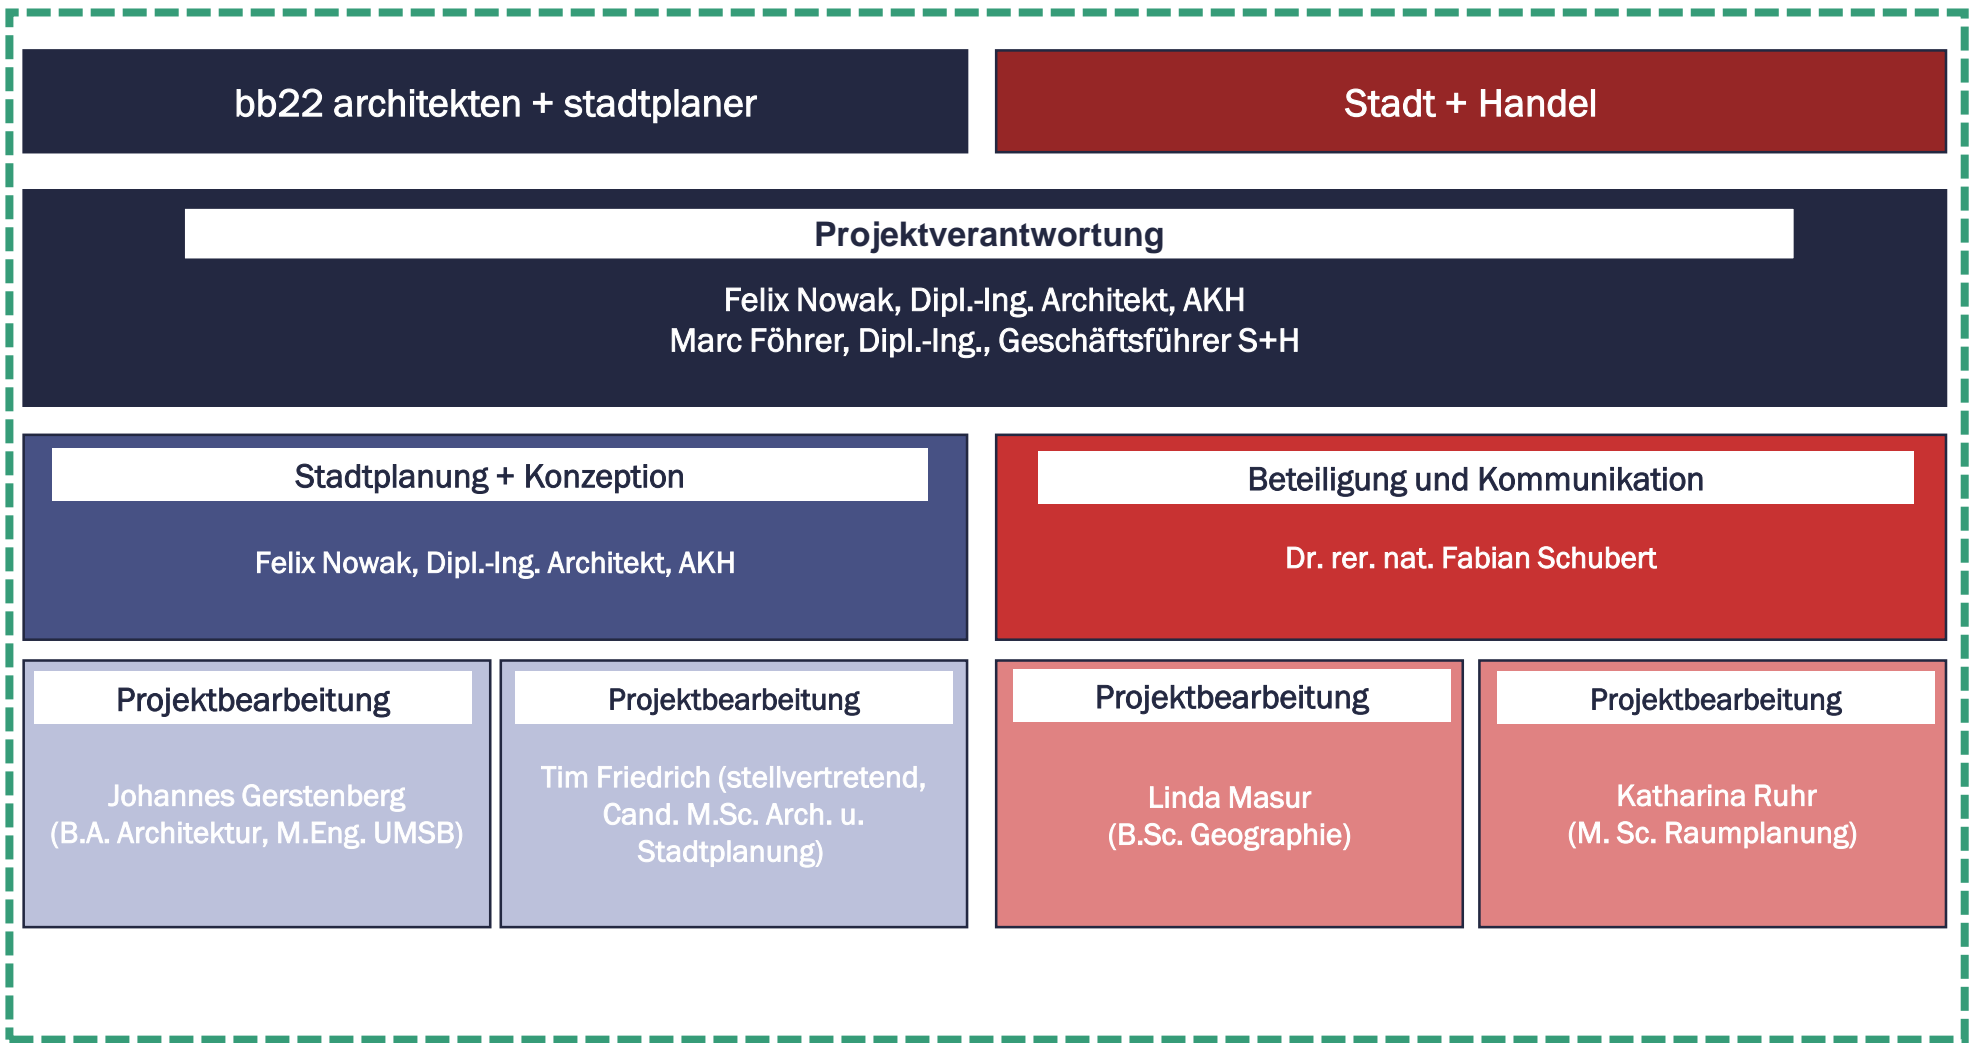 bb22 architekten + stadtplaner
Stadt + Handel
Projektverantwortung
Felix Nowak, Dipl.-Ing. Architekt, AKH
Marc Föhrer, Dipl.-Ing., Geschäftsführer S+H
Stadtplanung + Konzeption
Felix Nowak, Dipl.-Ing. Architekt, AKH
Beteiligung und Kommunikation
Dr. rer. nat. Fabian Schubert
Projektbearbeitung
Johannes Gerstenberg
(B.A. Architektur, M.Eng. UMSB)
Projektbearbeitung
Tim Friedrich (stellvertretend,
Cand. M.Sc. Arch. u.
Stadtplanung)
Projektbearbeitung
Linda Masur
(B.Sc. Geographie)
Projektbearbeitung
Katharina Ruhr
(M. Sc. Raumplanung)